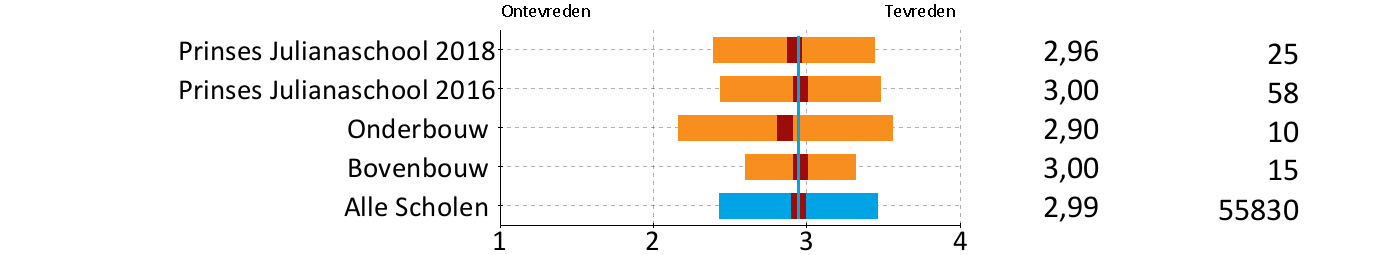 Ontevreden Tevreden
Prinses Julianaschool 2018 2,96 25
Prinses Julianaschool 2016 3,00 58
Onderbouw 2,90 10
Bovenbouw 3,00 15
Alle Scholen 2,99 55830
1 2 3 4